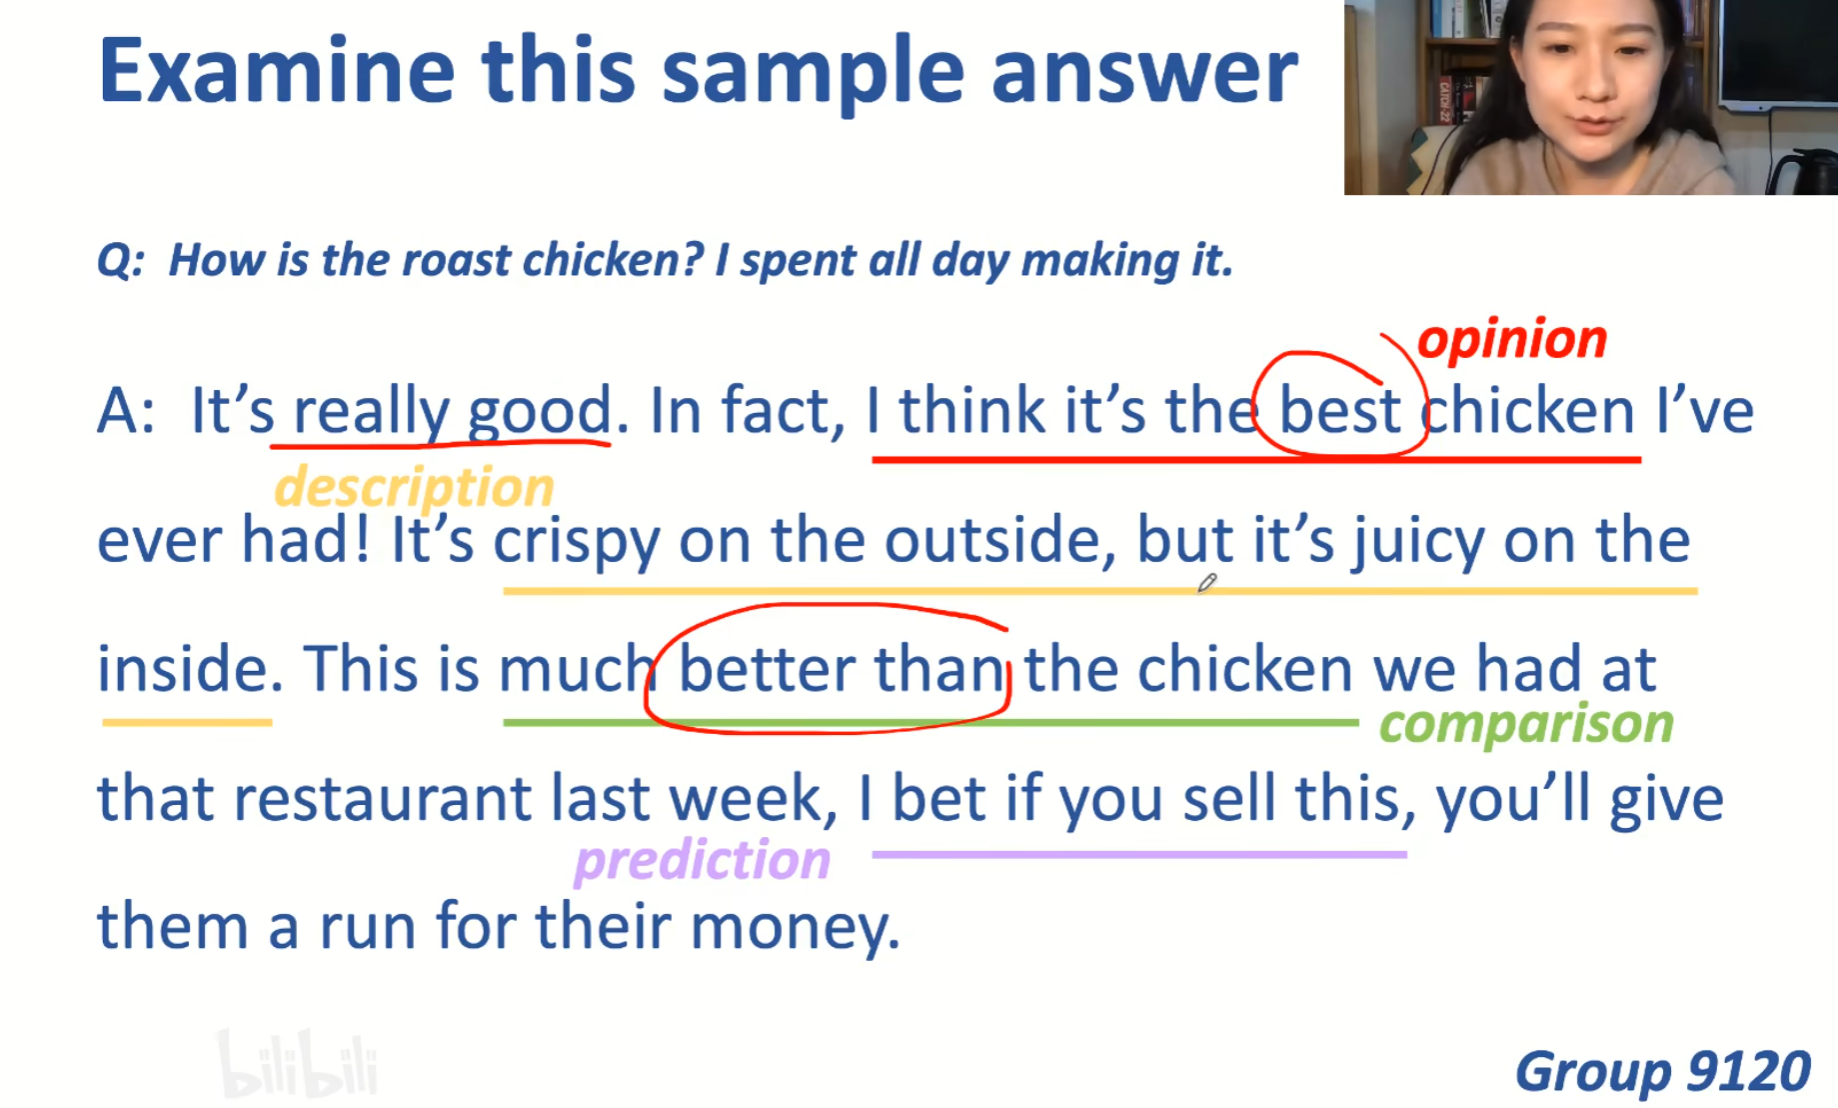 Examine this sample answer
CATCH-22
Q: How is the roast chicken? I spent all day making it.
opinion
A: It's really good. In fact, I think it's the best chicken I've
description
ever had! It's crispy on the outside, but it's juicy on the
inside. This is much better than the chicken we had at
comparison
that restaurant last week, I bet if you sell this, you'll give
prediction
them a run for their money.
bilibili
Group 9120